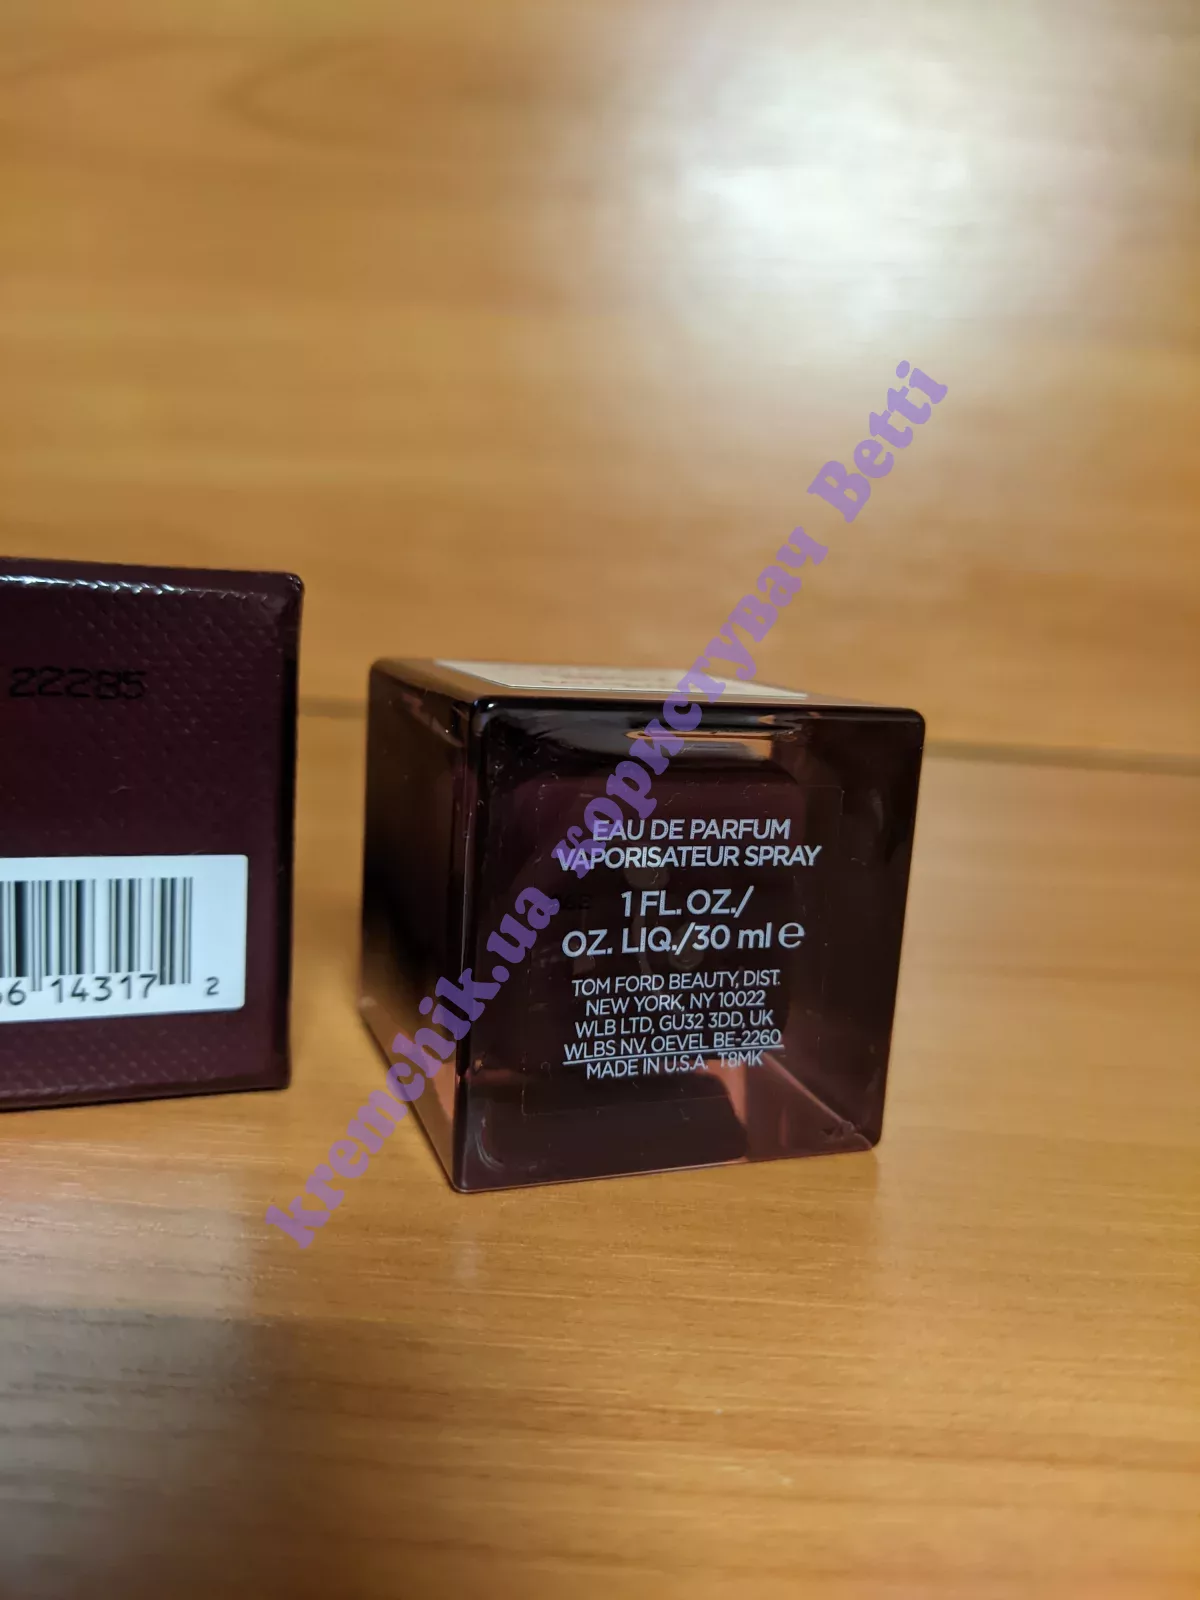 22285
14317 2
EAU DE PARFUM
VAPORISATEUR SPRAY
1 FL. OZ./
OZ. LIQ./30 ml ℮
TOM FORD BEAUTY, DIST.
NEW YORK, NY 10022
WLB LTD, GU32 3DD, UK
WLBS NV, OEVEL BE-2260
MADE IN U.S.A. T8MK
kremchik.ua користувач Betti